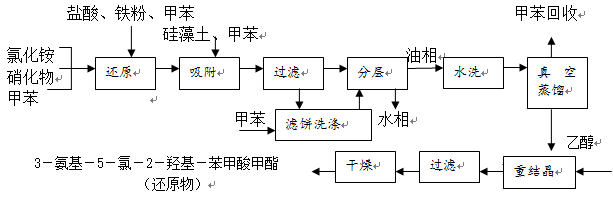 盐酸、铁粉、甲苯
硅藻土、甲苯
甲苯回收
氯化铵
硝化物
甲苯
还原
吸附
过滤
分层
油相
水洗
真 空
蒸馏
甲苯
滤饼洗涤
水相
乙醇
3－氨基－5－氯－2－羟基－苯甲酸甲酯
（还原物）
干燥
过滤
重结晶